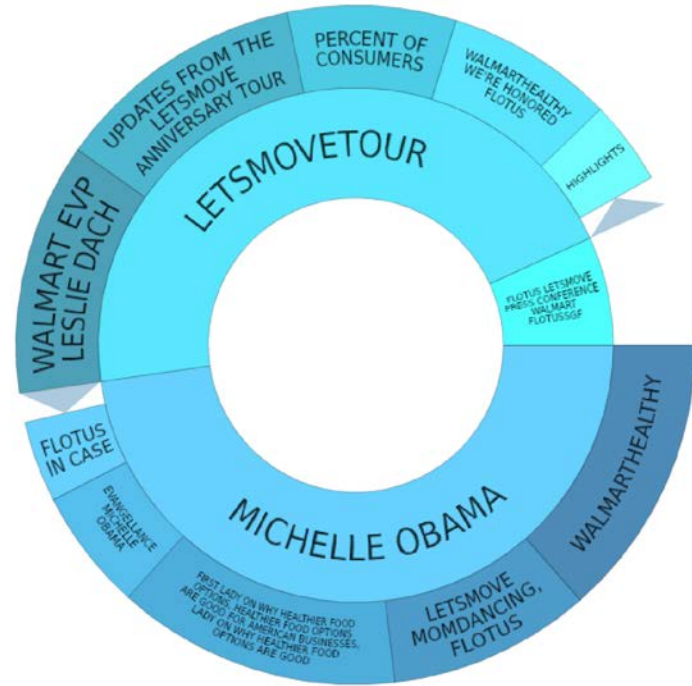 PERCENT OF
CONSUMERS
UPDATES FROM THE
LETSMOVE
ANNIVERSARY TOUR
WALMARTHEALTHY
WE'RE HONORED
FLOTUS
HIGHLIGHTS
LETSMOVETOUR
WALMART EVP
LESLIE DACH
FLOTUS LETSMOVE
PRESS CONFERENCE
WALMART
FLOTUSSGF
FLOTUS
IN CASE
EVANGELLANCE
MICHELLE
OBAMA
MICHELLE OBAMA
WALMARTHEALTHY
FIRST LADY ON WHY HEALTHIER FOOD
OPTIONS, HEALTHIER FOOD OPTIONS
ARE GOOD FOR AMERICAN BUSINESSES,
LADY ON WHY HEALTHIER FOOD
OPTIONS ARE GOOD
LETSMOVE
MOMDANCING,
FLOTUS